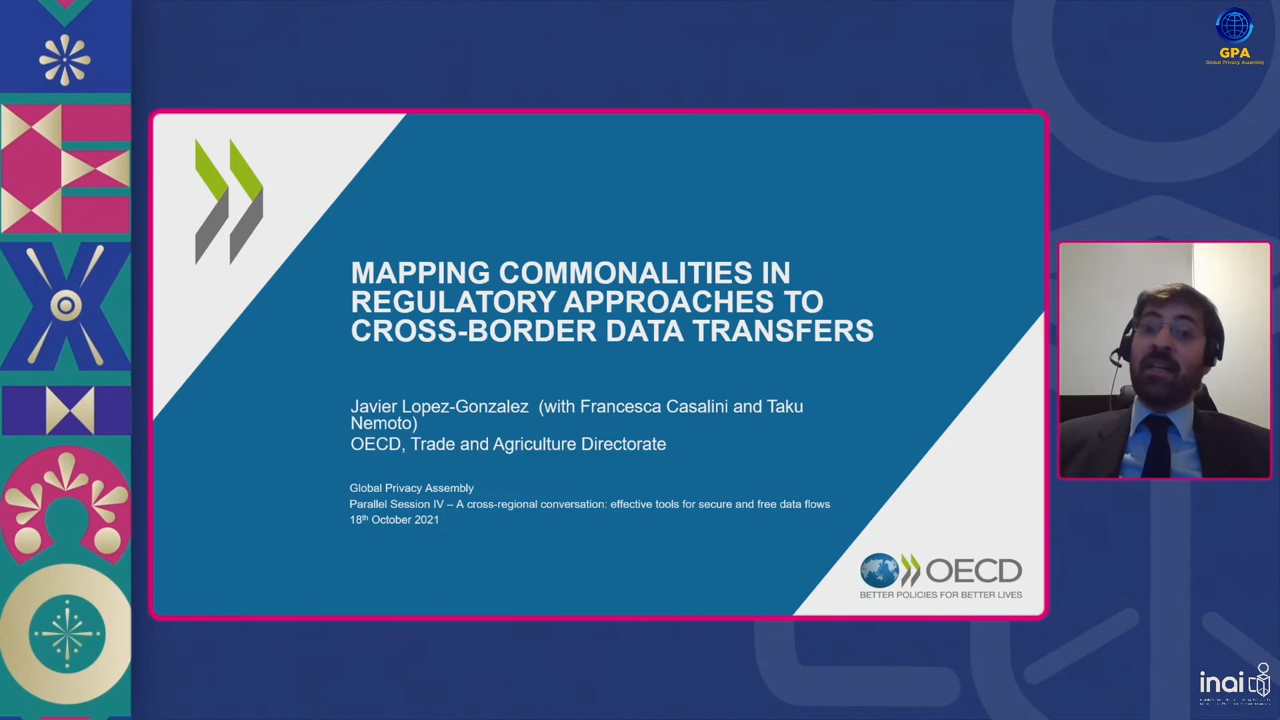 GPA
Global Privacy Assembly
MAPPING COMMONALITIES IN
REGULATORY APPROACHES TO
CROSS-BORDER DATA TRANSFERS
Javier Lopez-Gonzalez (with Francesca Casalini and Taku
Nemoto)
OECD, Trade and Agriculture Directorate
Global Privacy Assembly
Parallel Session IV – A cross-regional conversation: effective tools for secure and free data flows
18th October 2021
OECD
BETTER POLICIES FOR BETTER LIVES
inai